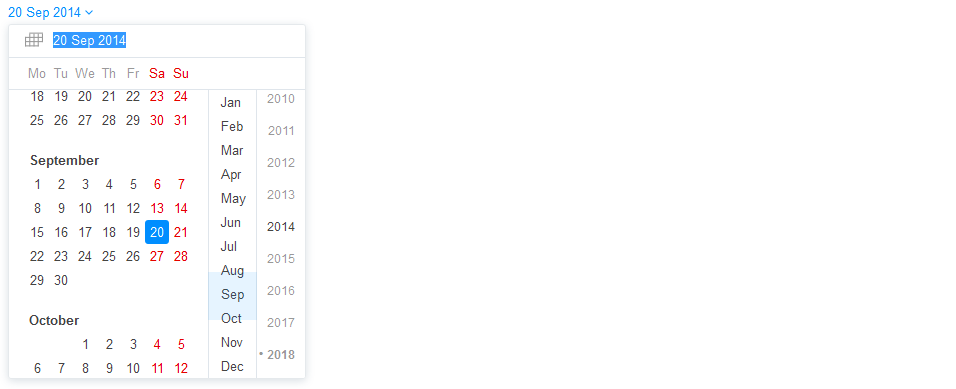 20 Sep 2014
20 Sep 2014
Mo Tu We Th Fr Sa Su
18 19 20 21 22 23 24
25 26 27 28 29 30 31
September
1 2 3 4 5 6 7
8 9 10 11 12 13 14
15 16 17 18 19 20 21
22 23 24 25 26 27 28
29 30
October
1 2 3 4 5
6 7 8 9 10 11 12
Jan
Feb
Mar
Apr
May
Jun
Jul
Aug
Sep
Oct
Nov
Dec
2010
2011
2012
2013
2014
2015
2016
2017
• 2018